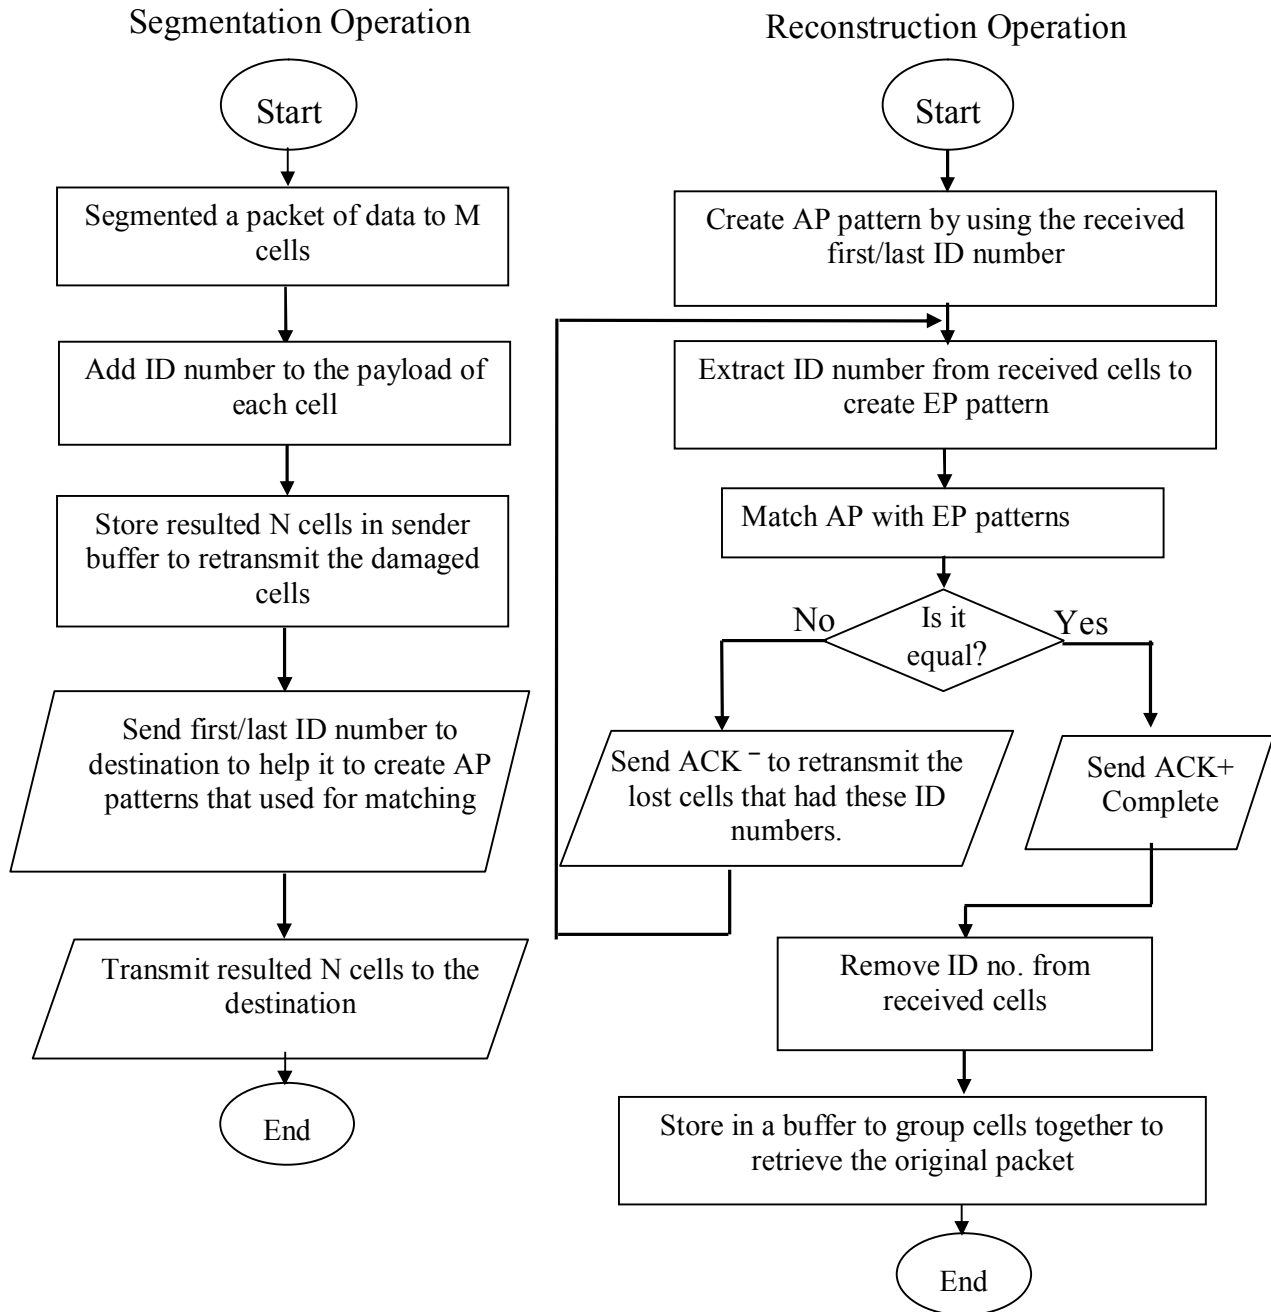 Segmentation Operation
Start
Segmented a packet of data to M
cells
Add ID number to the payload of
each cell
Store resulted N cells in sender
buffer to retransmit the damaged
cells
Send first/last ID number to
destination to help it to create AP
patterns that used for matching
Transmit resulted N cells to the
destination
End
Reconstruction Operation
Start
Create AP pattern by using the received
first/last ID number
Extract ID number from received cells to
create EP pattern
Match AP with EP patterns
Is it
equal?
No
Yes
Send ACK⁻ to retransmit the
lost cells that had these ID
numbers.
Send ACK+
Complete
Remove ID no. from
received cells
Store in a buffer to group cells together to
retrieve the original packet
End